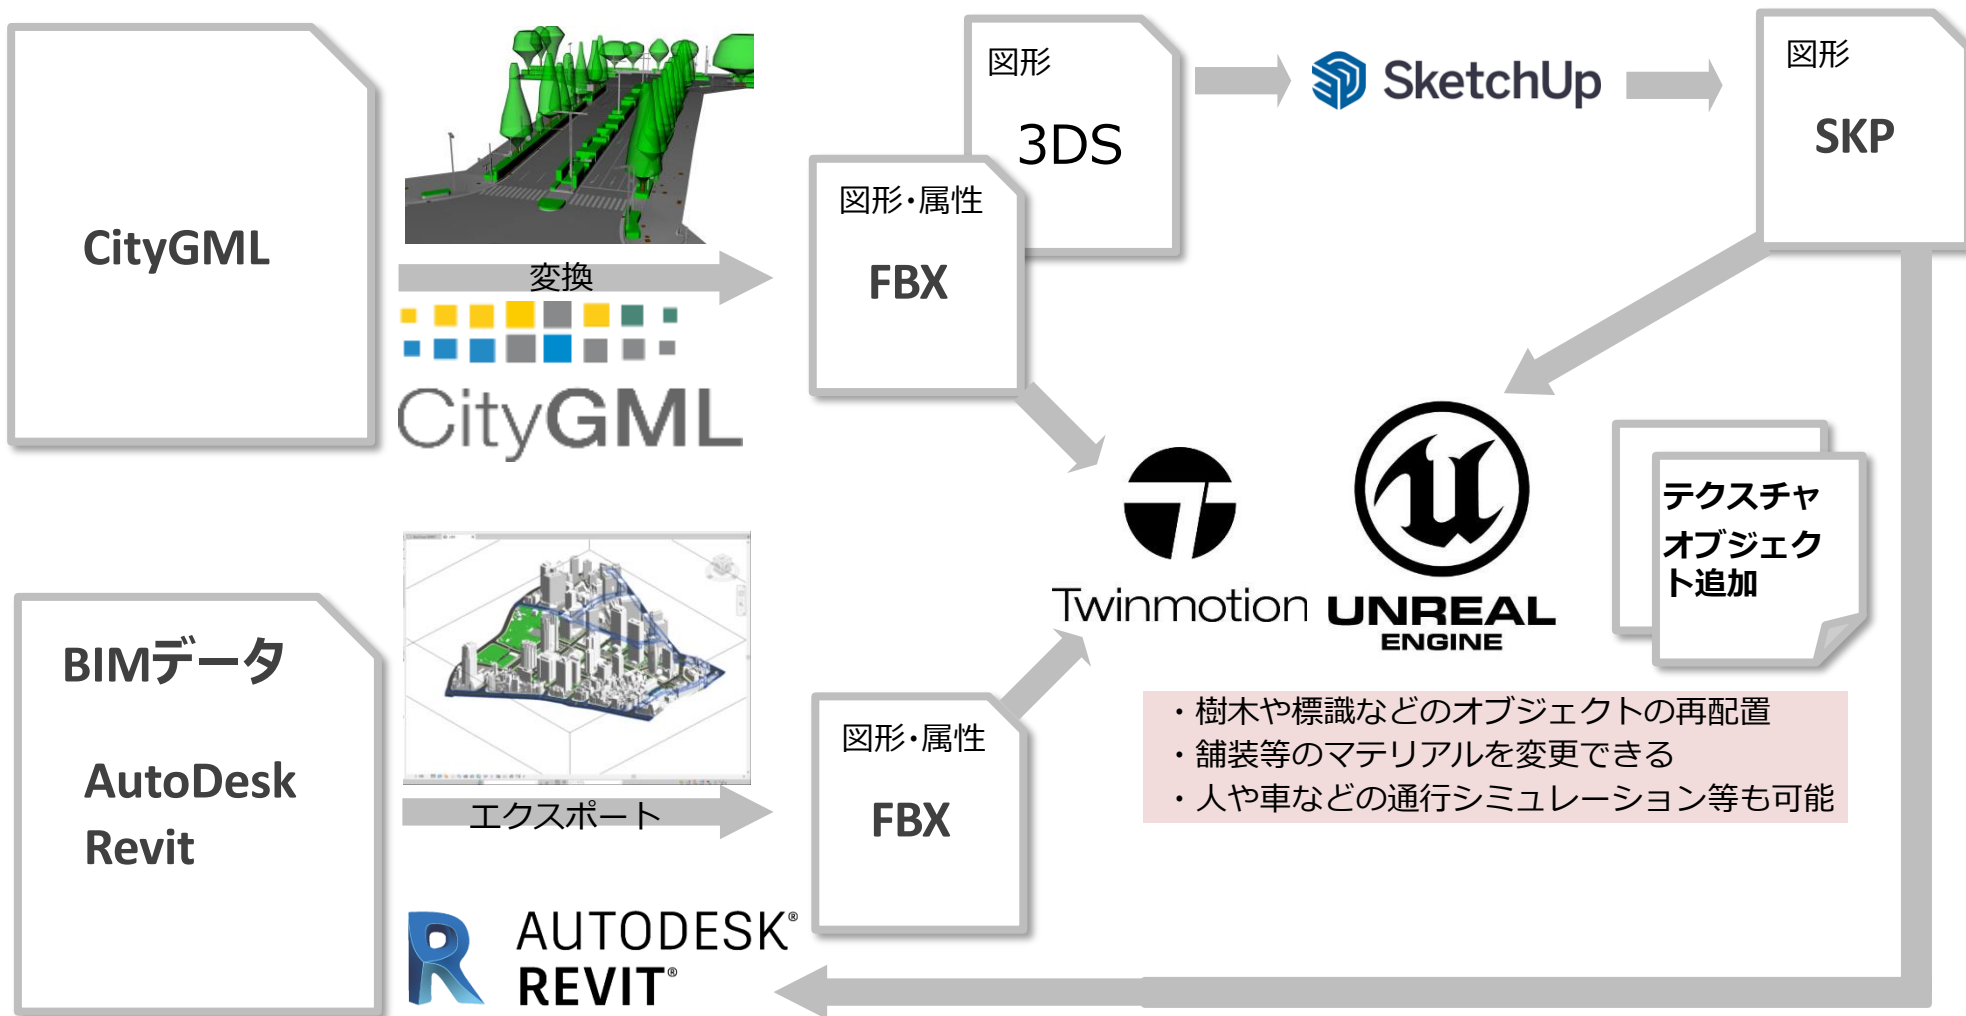 CityGML
変換
CityGML
図形
3DS
図形・属性
FBX
SketchUp
図形
SKP
BIMデータ
AutoDesk
Revit
エクスポート
AUTODESK®
REVIT®
図形・属性
FBX
Twinmotion
UNREAL
ENGINE
テクスチャ
オブジェク
ト追加
・樹木や標識などのオブジェクトの再配置
・舗装等のマテリアルを変更できる
・人や車などの通行シミュレーション等も可能